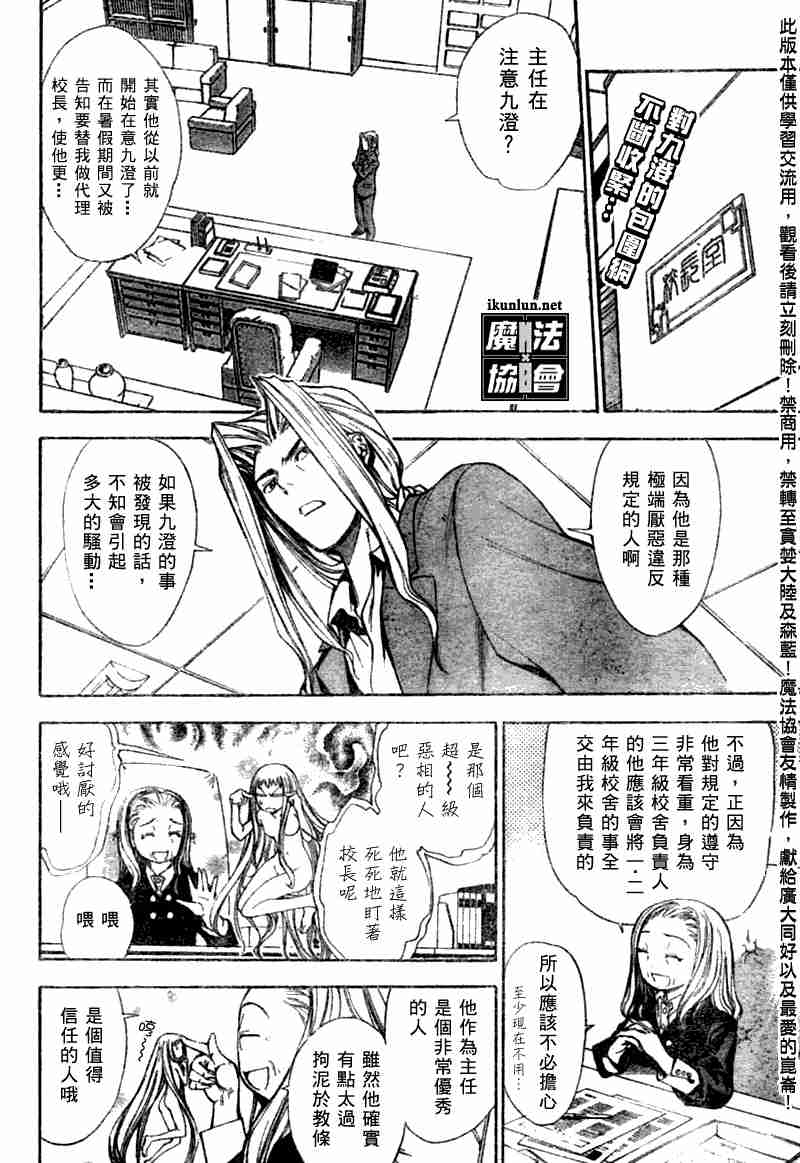 對九澄的包圍網
不斷收緊…
校長室
主任在
注意九澄？
其實他從以前就
開始在意九澄了…
而在暑假期間又被
告知要替我做代理
校長，使他更…
ikunlun.net
魔法
協會
因為他是那種
極端厭惡違反
規定的人啊
如果九澄的事
被發現的話，
不知會引起
多大的騷動…
不過，正因為
他對規定的遵守
非常看重，身為
三年級校舍負責人
的他應該會將一．二
年級校舍的事全
交由我來負責的
所以應該不必擔心
至少現在不用…
是那個
超～～級
惡相的人
吧？
他就這樣
死死地盯著
校長呢
好討厭的
感覺哦—
喂喂
他作為主任
是個非常優秀
的人
雖然他確實
有點太過
拘泥於教條
哼～
是個值得
信任的人哦
此版本僅供學習交流用，觀看後請立刻刪除！禁商用，禁轉至貪婪大陸及森藍！魔法協會友情製作，獻給廣大同好以及最愛的崑崙！